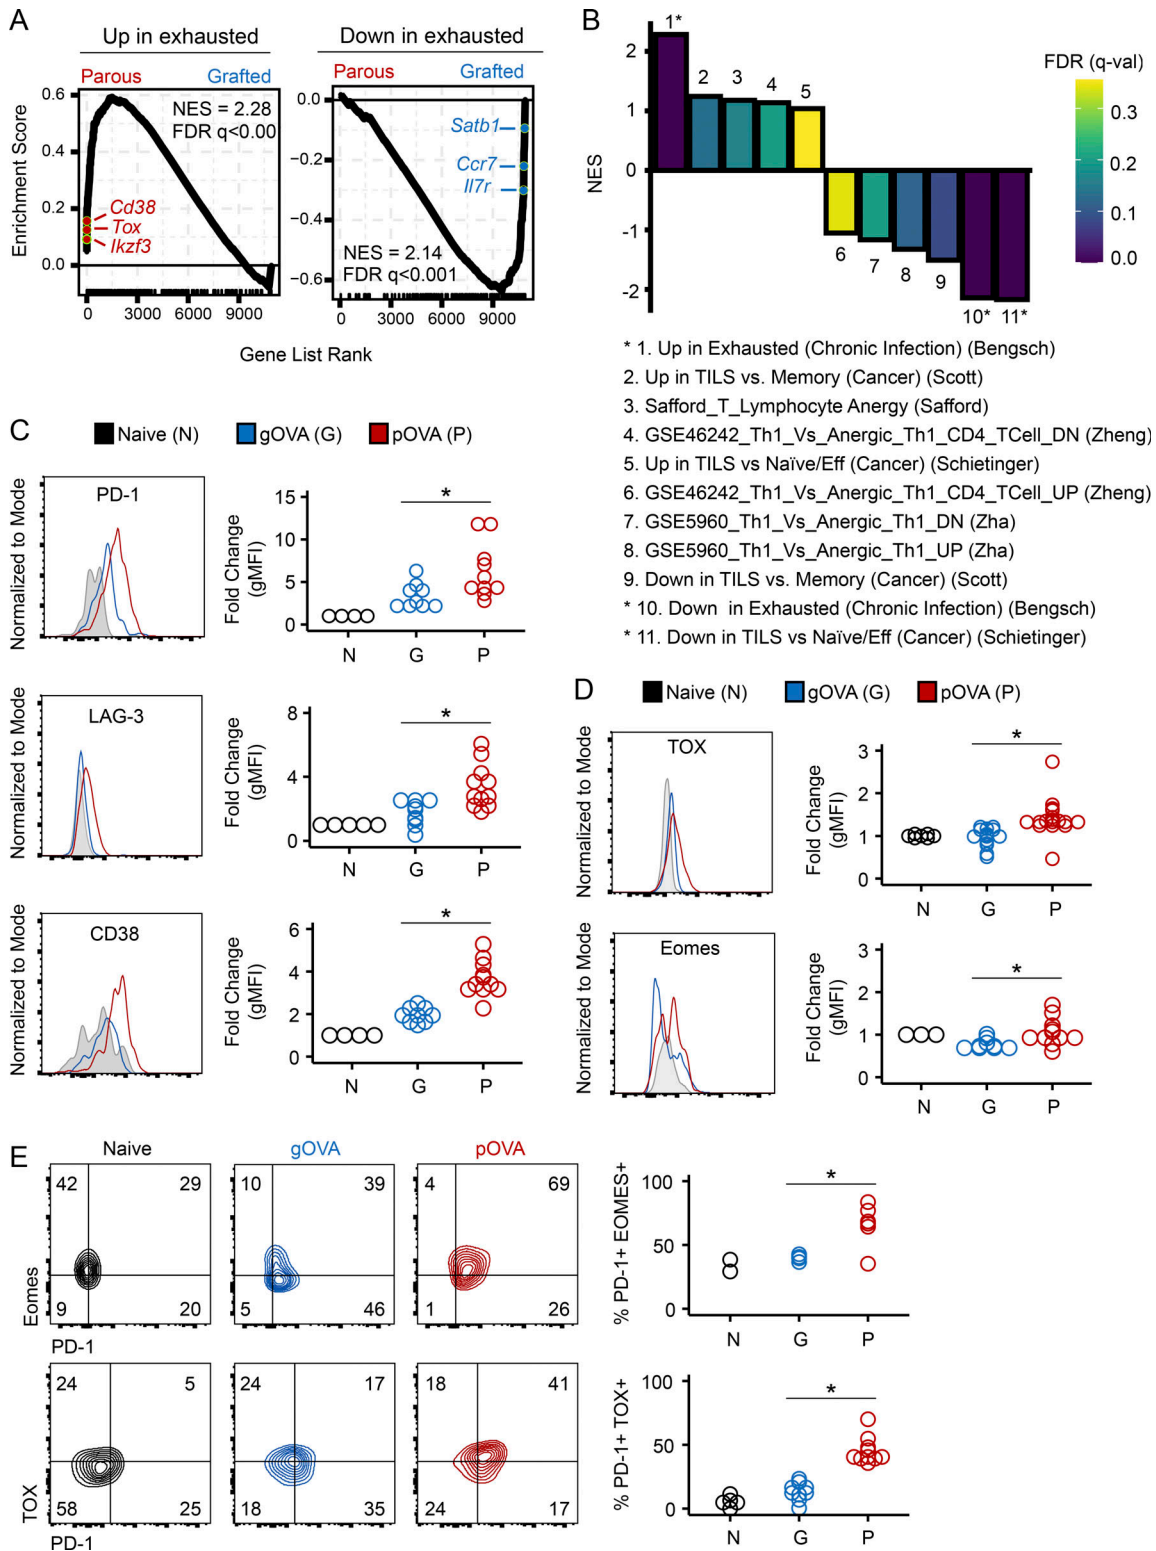 A
Up in exhausted
Down in exhausted
Parous Grafted
Parous Grafted
Enrichment Score
0.6
0.4
0.2
0.0
NES = 2.28
FDR q<0.00
Cd38
Tox
Ikzf3
0 3000 6000 9000
0.0
−0.2
−0.4
−0.6
Satb1
Ccr7
Il7r
NES = 2.14
FDR q<0.001
0 3000 6000 9000
Gene List Rank
B
NES
2
1
0
-1
-2
1*
2
3
4
5
6
7
8
9
10*
11*
FDR (q-val)
0.3
0.2
0.1
0.0
* 1. Up in Exhausted (Chronic Infection) (Bengsch)
2. Up in TILS vs. Memory (Cancer) (Scott)
3. Safford_T_Lymphocyte Anergy (Safford)
4. GSE46242_Th1_Vs_Anergic_Th1_CD4_TCell_DN (Zheng)
5. Up in TILS vs Naïve/Eff (Cancer) (Schietinger)
6. GSE46242_Th1_Vs_Anergic_Th1_CD4_TCell_UP (Zheng)
7. GSE5960_Th1_Vs_Anergic_Th1_DN (Zha)
8. GSE5960_Th1_Vs_Anergic_Th1_UP (Zha)
9. Down in TILS vs. Memory (Cancer) (Scott)
* 10. Down in Exhausted (Chronic Infection) (Bengsch)
* 11. Down in TILS vs Naïve/Eff (Cancer) (Schietinger)
C
Naive (N) gOVA (G) pOVA (P)
Normalized to Mode
PD-1
Fold Change
(gMFI)
15
10
5
0
*
N G P
Normalized to Mode
LAG-3
Fold Change
(gMFI)
8
4
0
*
N G P
Normalized to Mode
CD38
Fold Change
(gMFI)
6
4
2
0
*
N G P
D
Naive (N) gOVA (G) pOVA (P)
Normalized to Mode
TOX
Fold Change
(gMFI)
3
2
1
0
*
N G P
Normalized to Mode
Eomes
Fold Change
(gMFI)
3
2
1
0
*
N G P
E
Naive gOVA pOVA
Eomes
42 29
9 20
10 39
5 46
4 69
1 26
PD-1
% PD-1+ EOMES+
100
50
0
*
N G P
TOX
24 5
58 25
24 17
18 35
18 41
24 17
PD-1
% PD-1+ TOX+
100
50
0
*
N G P